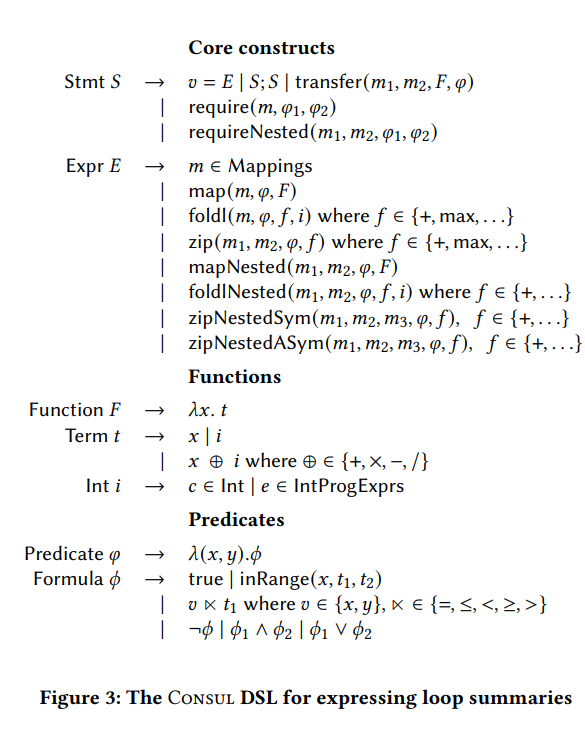 Core constructs
Stmt S → v = E | S; S | transfer(m₁, m₂, F, φ)
| require(m, φ₁, φ₂)
| requireNested(m₁, m₂, φ₁, φ₂)
Expr E → m ∈ Mappings
| map(m, φ, F)
| foldl(m, φ, f, i) where f ∈ {+, max, . . .}
| zip(m₁, m₂, φ, f) where f ∈ {+, max, . . .}
| mapNested(m₁, m₂, φ, F)
| foldlNested(m₁, m₂, φ, f, i) where f ∈ {+, . . .}
| zipNestedSym(m₁, m₂, m₃, φ, f), f ∈ {+, . . .}
| zipNestedASym(m₁, m₂, m₃, φ, f), f ∈ {+, . . .}
Functions
Function F → λx. t
Term t → x | i
| x ⊕ i where ⊕ ∈ {+, ×, −, /}
Int i → c ∈ Int | e ∈ IntProgExprs
Predicates
Predicate φ → λ(x, y).ϕ
Formula ϕ → true | inRange(x, t₁, t₂)
| v ⋉ t₁ where v ∈ {x, y}, ⋉ ∈ {=, ≤, <, ≥, >}
| ¬ϕ | ϕ₁ ∧ ϕ₂ | ϕ₁ ∨ ϕ₂
Figure 3: The Consul DSL for expressing loop summaries